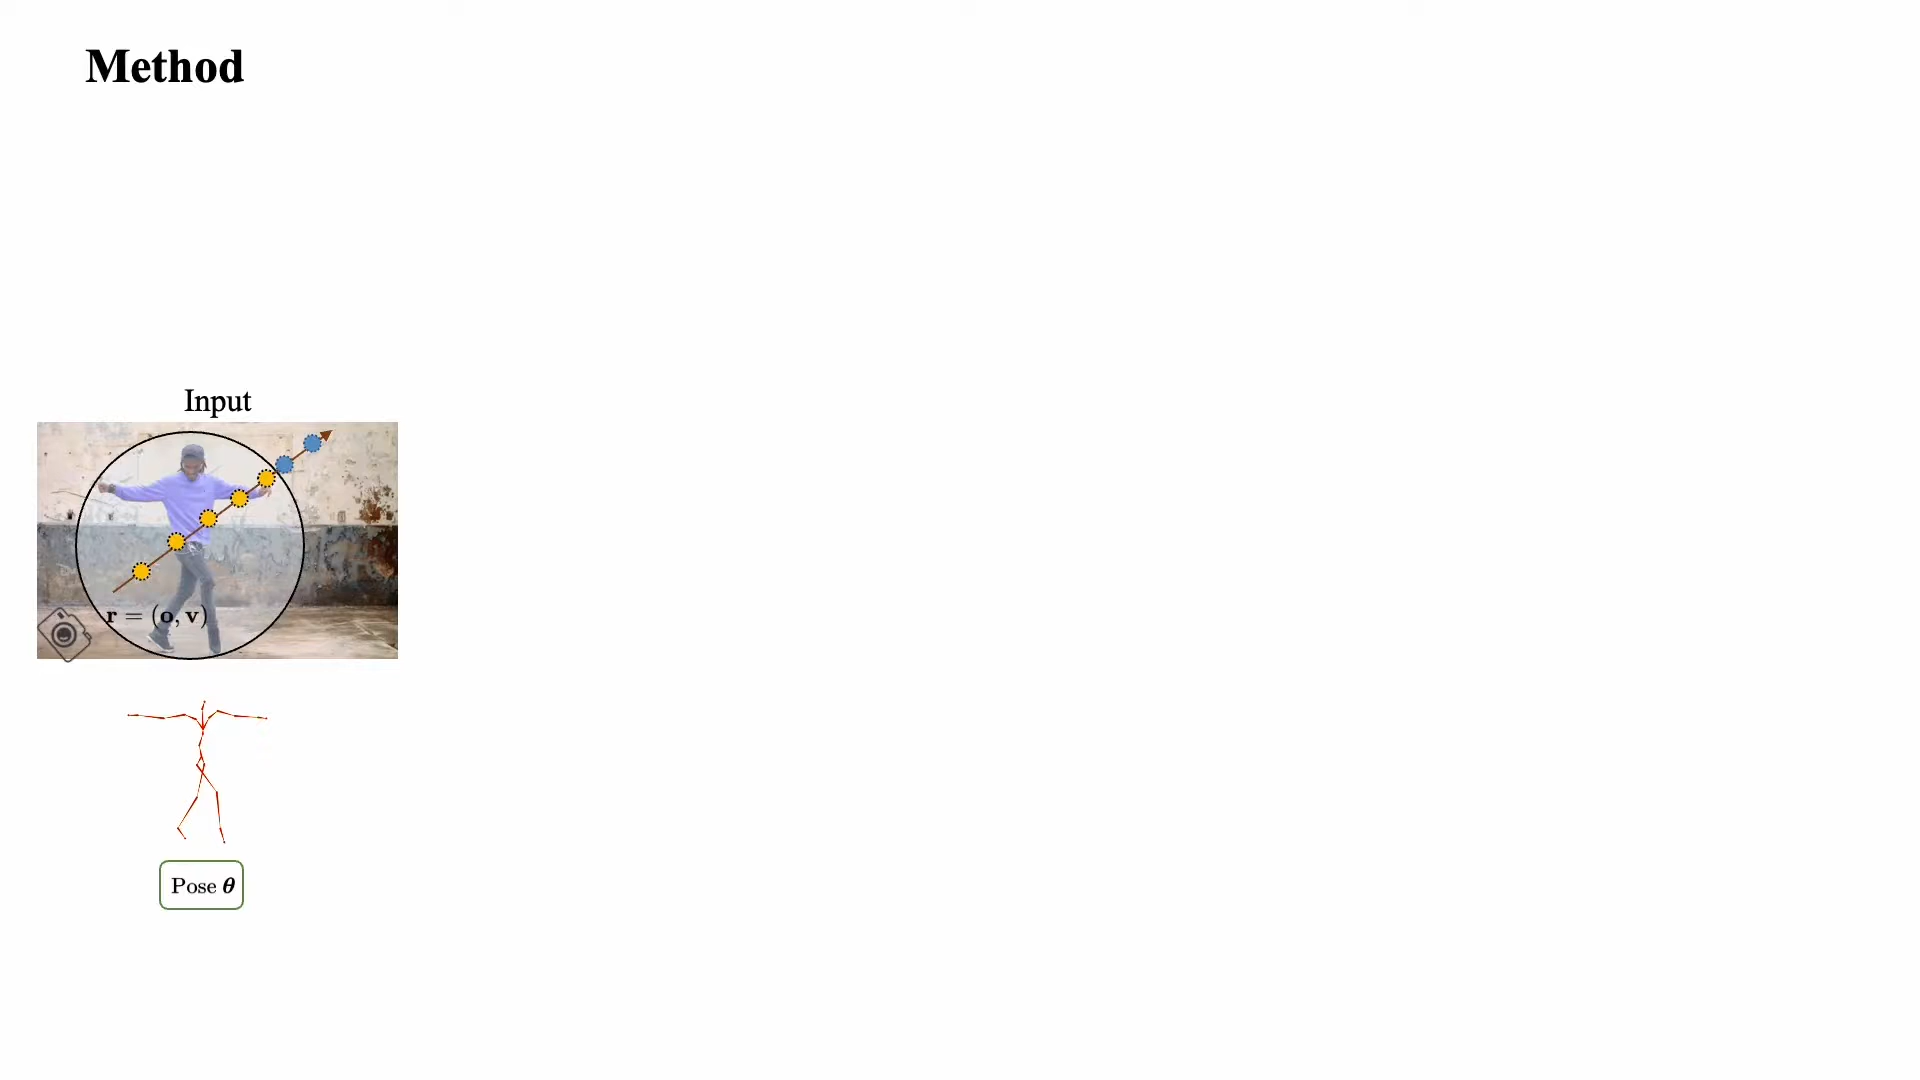 Method
Input
r = (o, v)
Pose θ